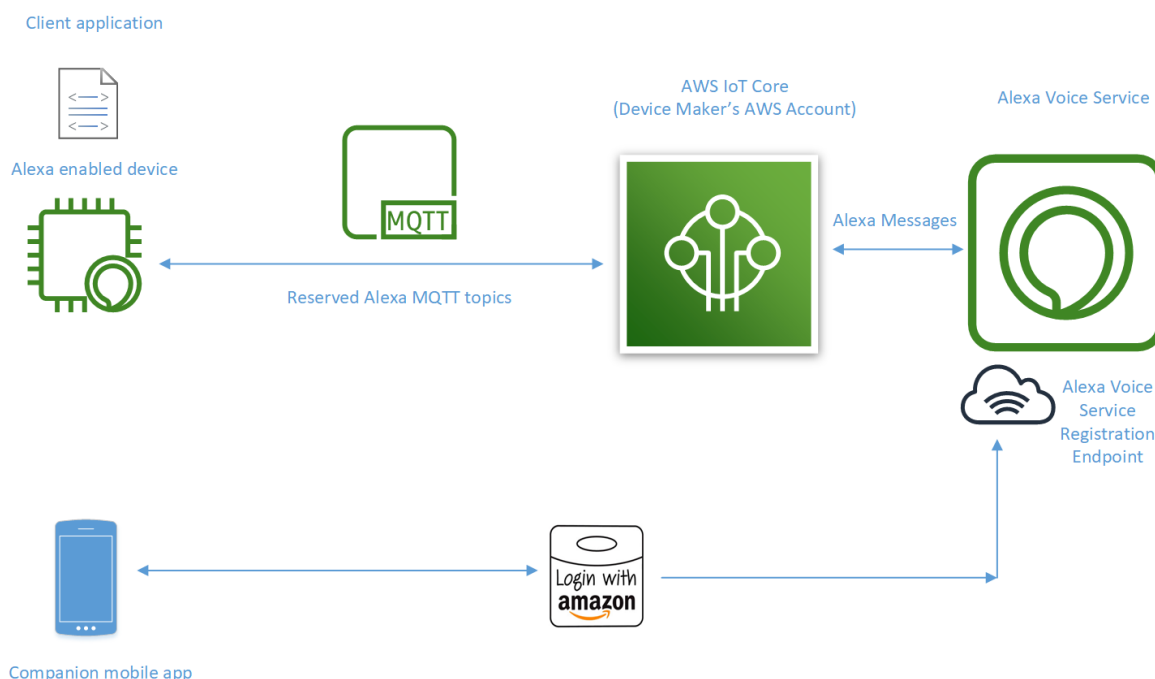 Client application
AWS IoT Core
(Device Maker's AWS Account)
Alexa Voice Service
Alexa enabled device
MQTT
Alexa Messages
Reserved Alexa MQTT topics
Alexa Voice
Service
Registration
Endpoint
Login with
amazon
Companion mobile app